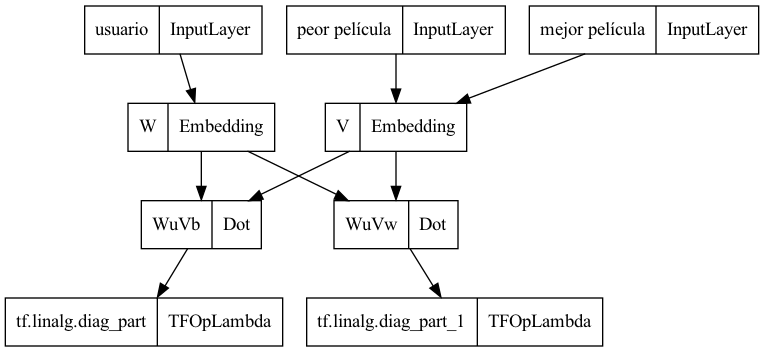 usuario InputLayer peor película InputLayer mejor película InputLayer
W Embedding V Embedding
WuVb Dot WuVw Dot
tf.linalg.diag_part TFOpLambda tf.linalg.diag_part_1 TFOpLambda